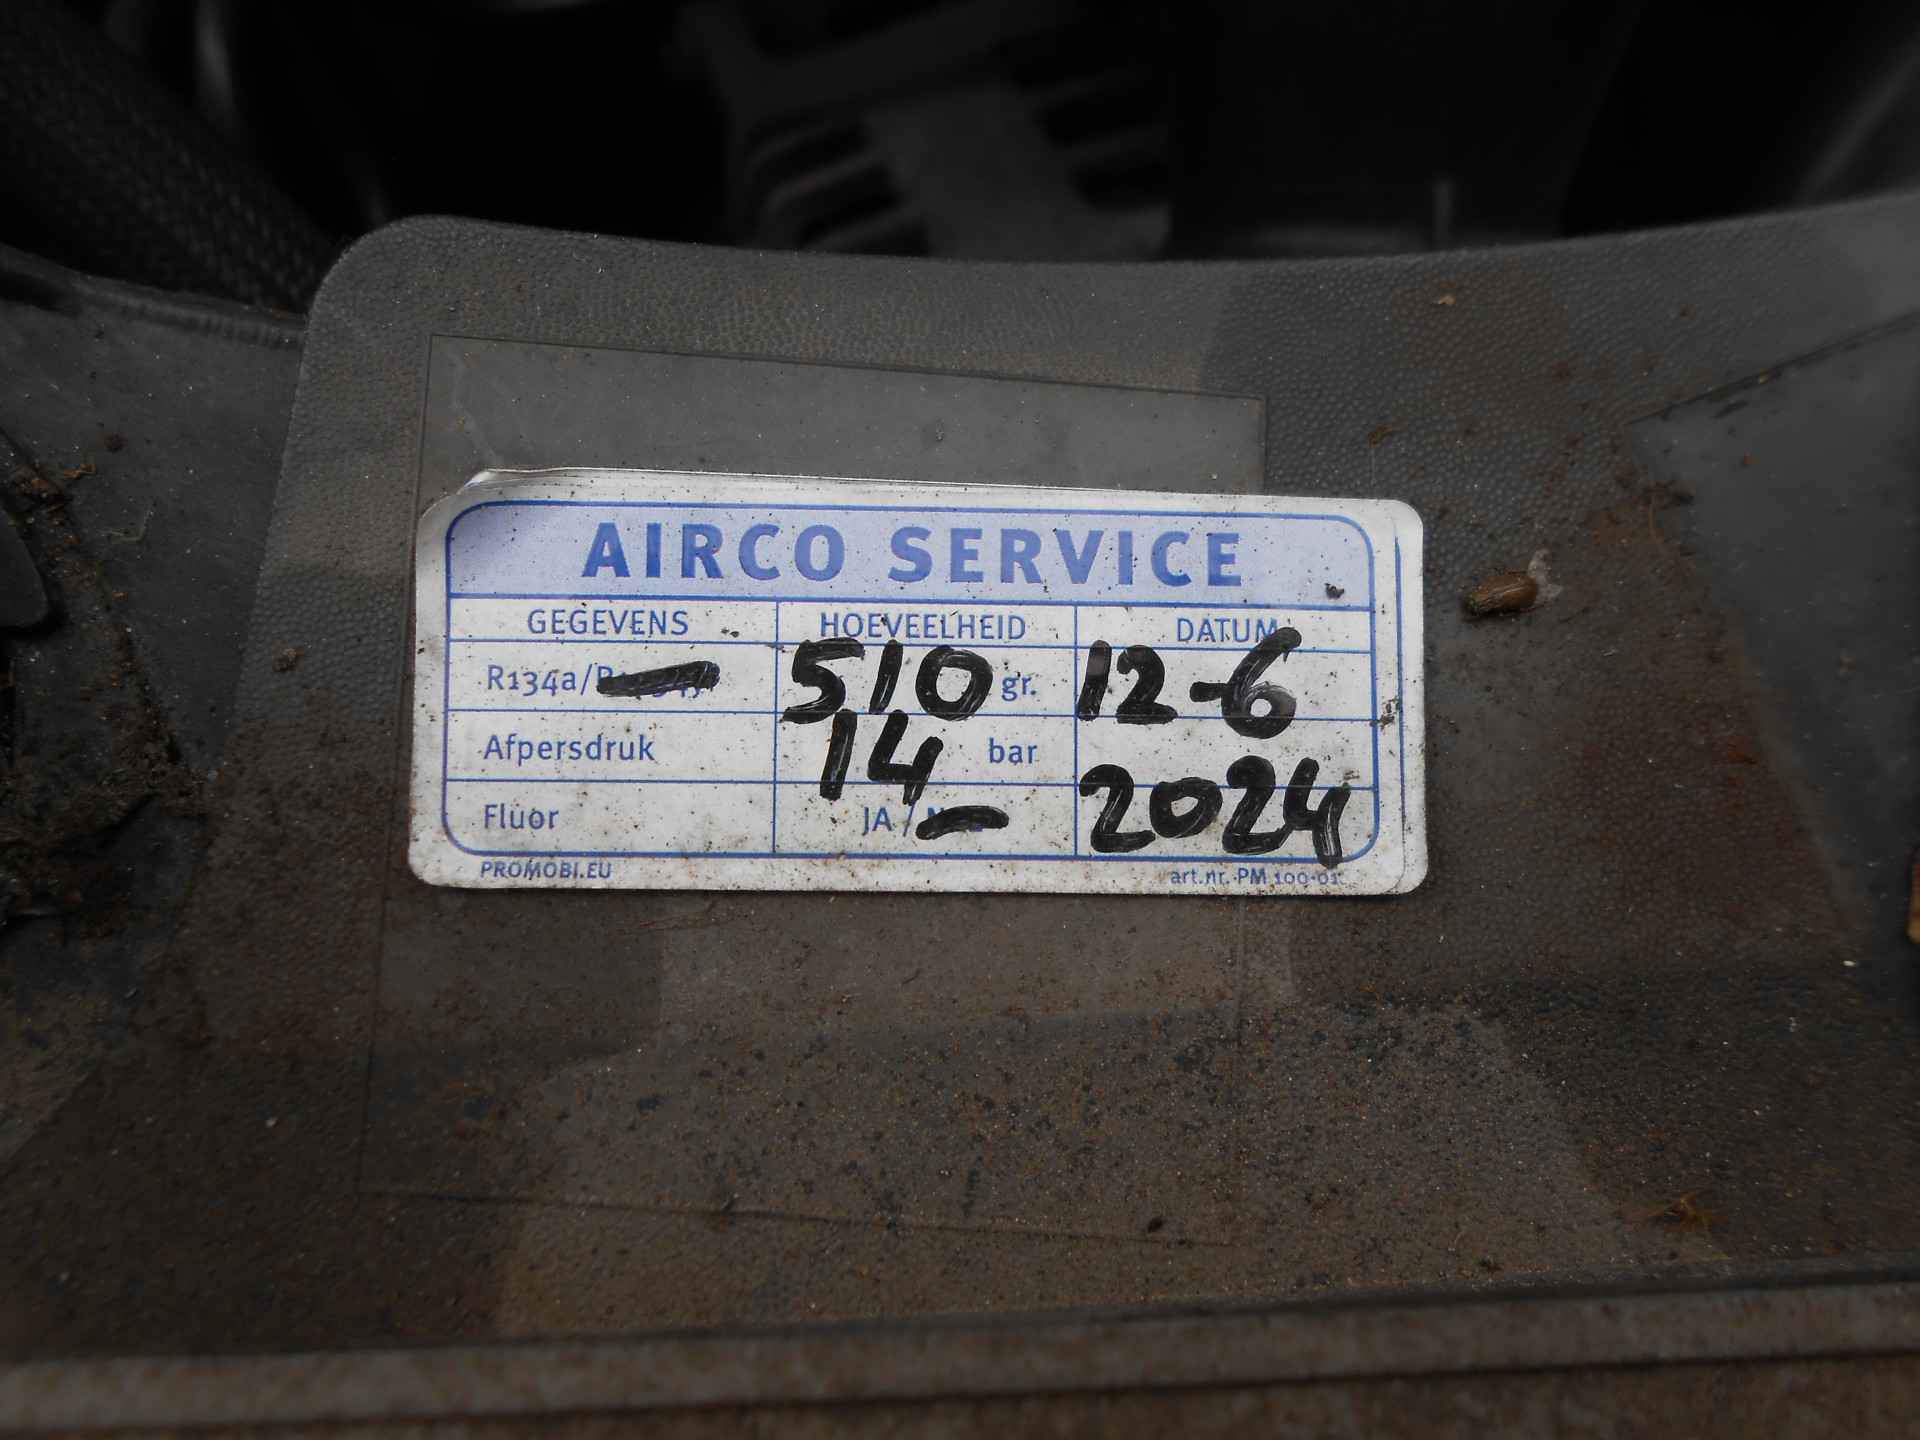 AIRCO SERVICE
GEGEVENS HOEVEELHEID DATUM
R134a/ 510 gr. 12-6
Afpersdruk 14 bar
Fluor JA / 2024
PROMOBI.EU art.nr. PM 100-01